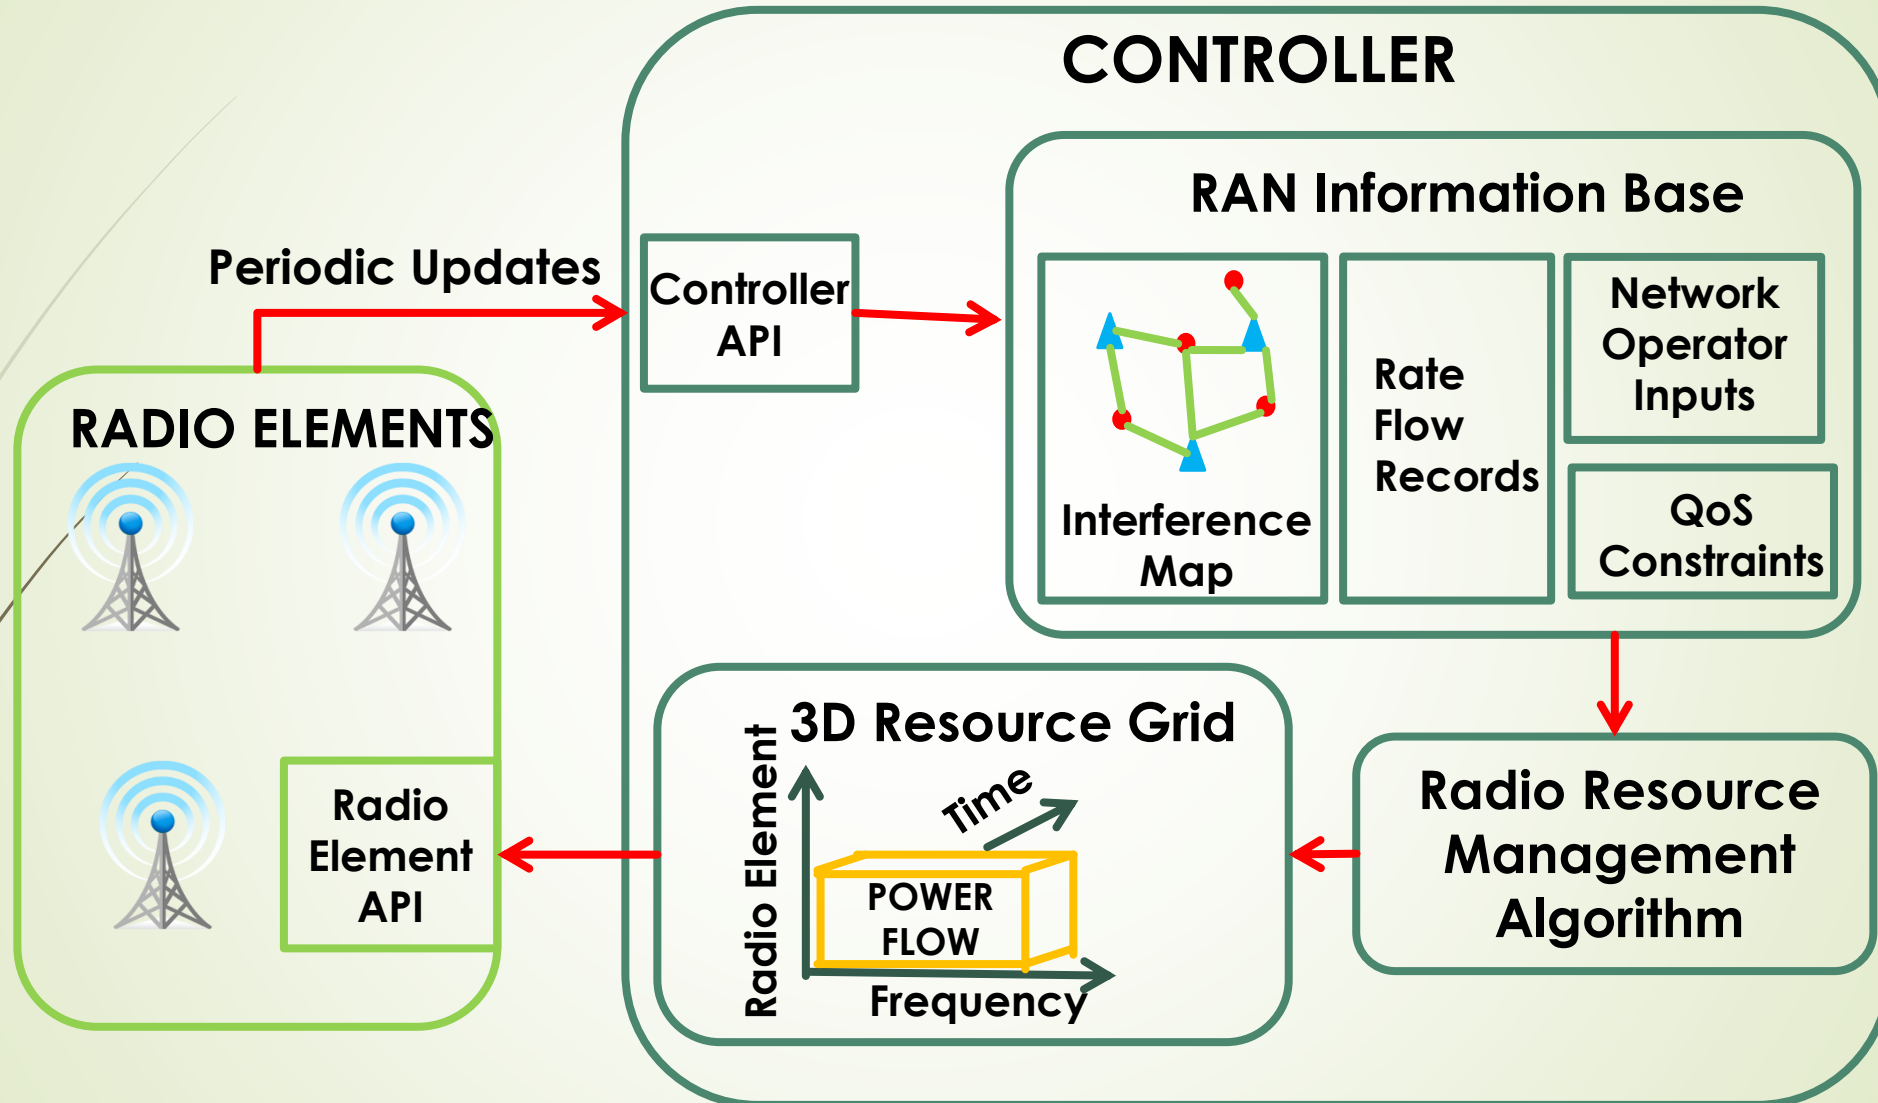 CONTROLLER
RAN Information Base
Periodic Updates
Controller
API
Interference
Map
Rate
Flow
Records
Network
Operator
Inputs
QoS
Constraints
RADIO ELEMENTS
Radio
Element
API
3D Resource Grid
Radio Element
Time
POWER
FLOW
Frequency
Radio Resource
Management
Algorithm